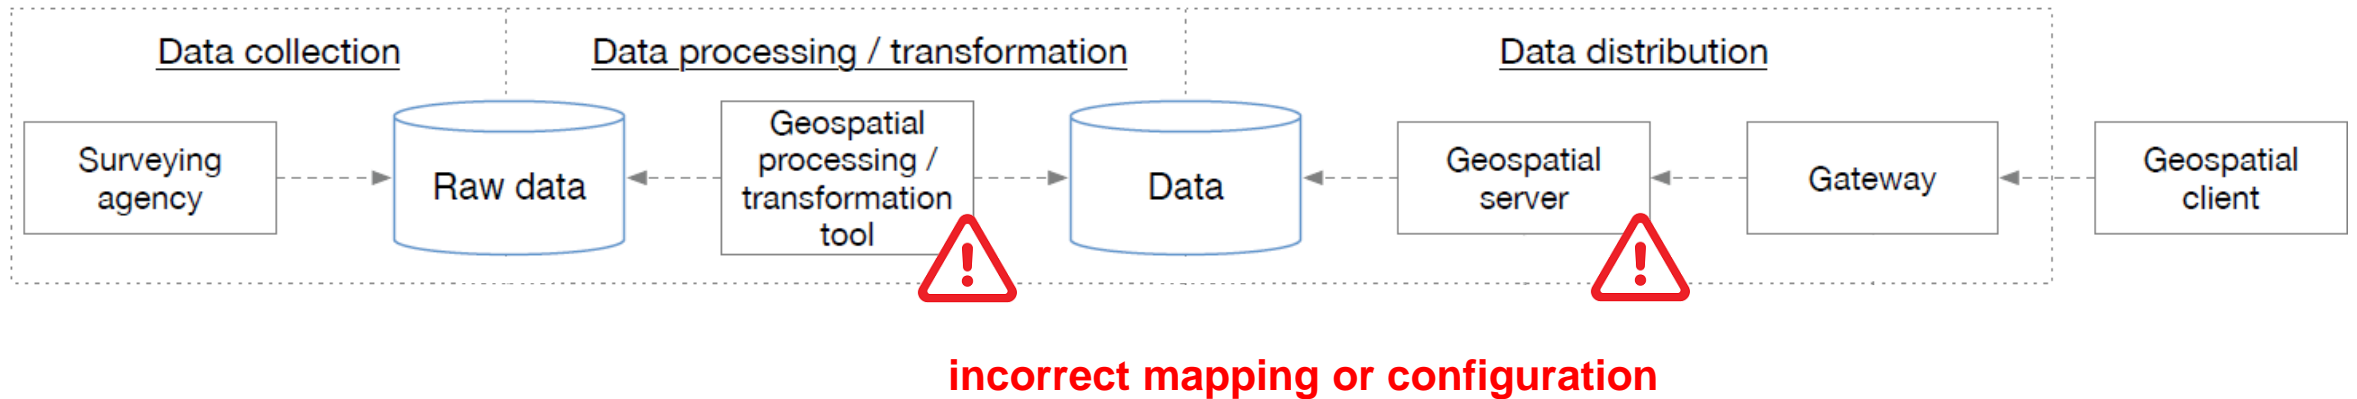 Data collection
Data processing / transformation
Data distribution
Surveying
agency
Raw data
Geospatial
processing /
transformation
tool
Data
Geospatial
server
Gateway
Geospatial
client
incorrect mapping or configuration